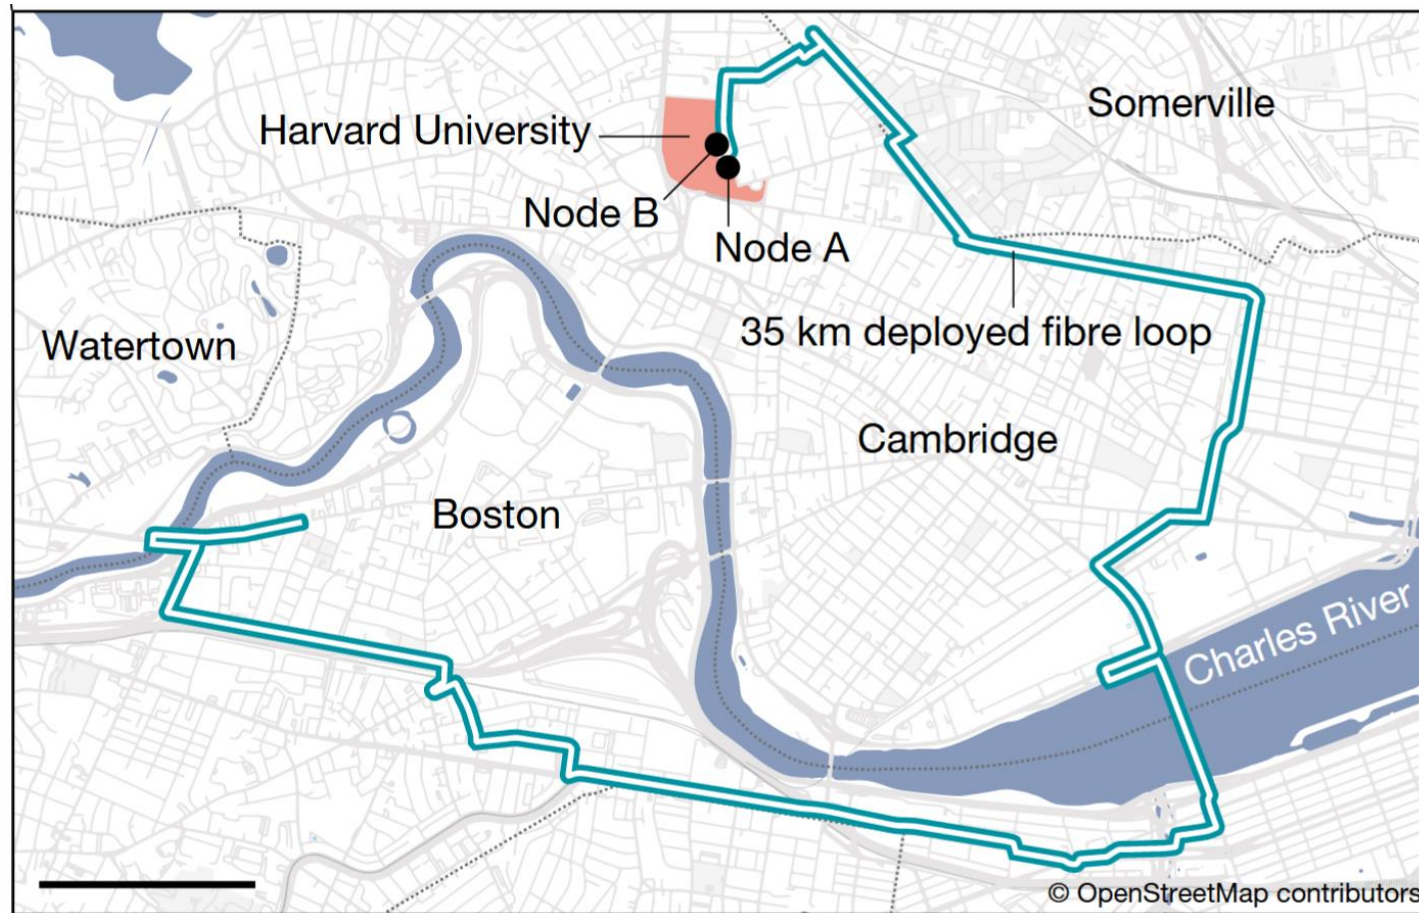 Somerville
Harvard University
Node B
Node A
35 km deployed fibre loop
Watertown
Cambridge
Boston
Charles River
© OpenStreetMap contributors